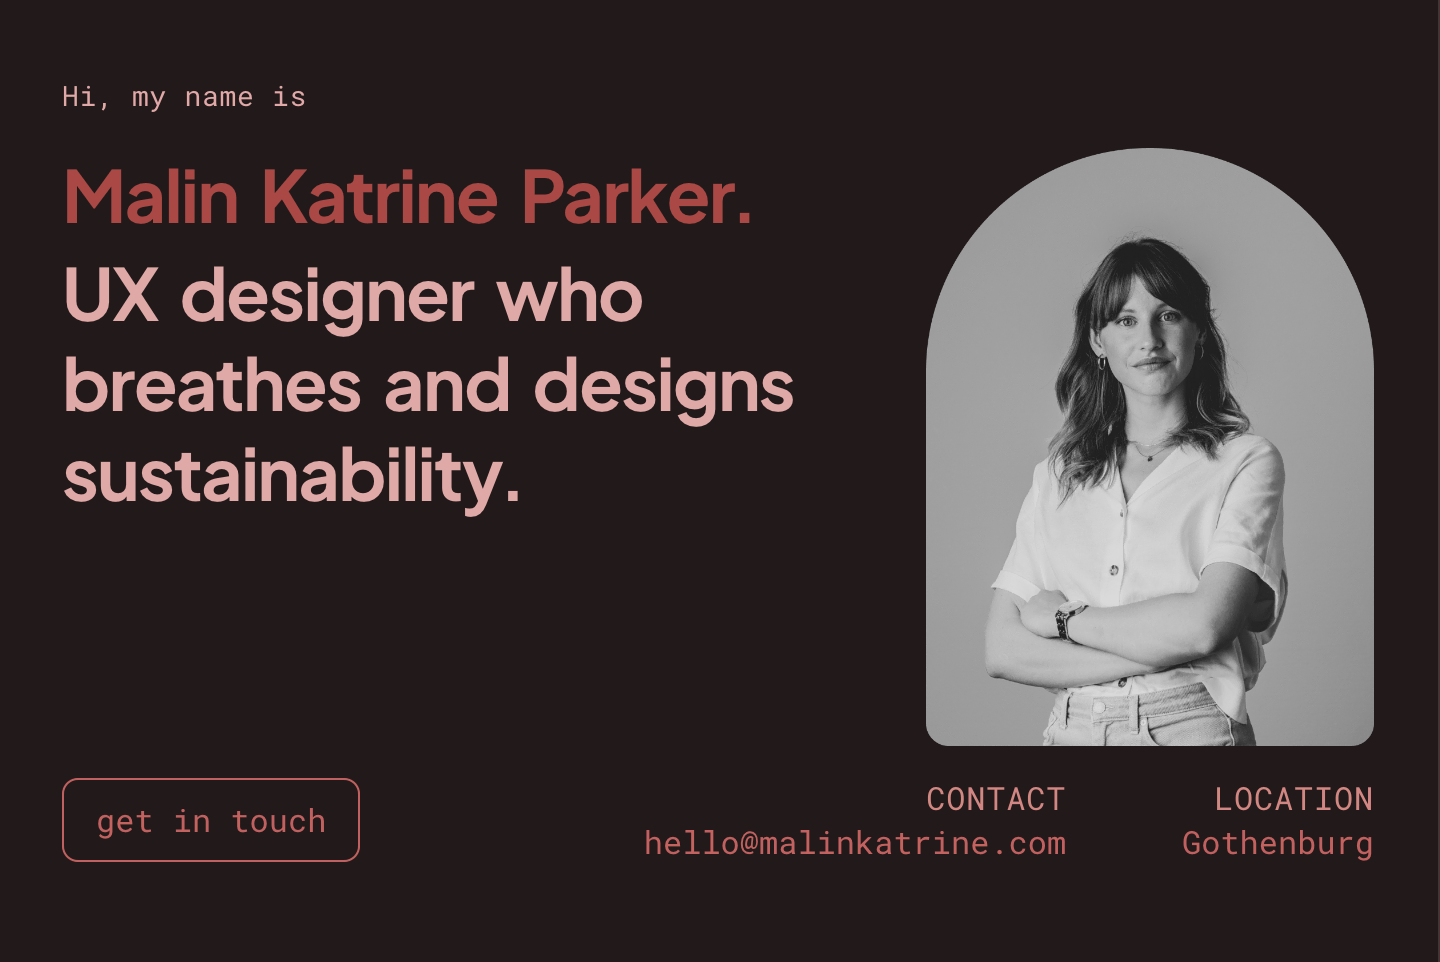 Hi, my name is
Malin Katrine Parker.
UX designer who
breathes and designs
sustainability.
get in touch
CONTACT
hello@malinkatrine.com
LOCATION
Gothenburg